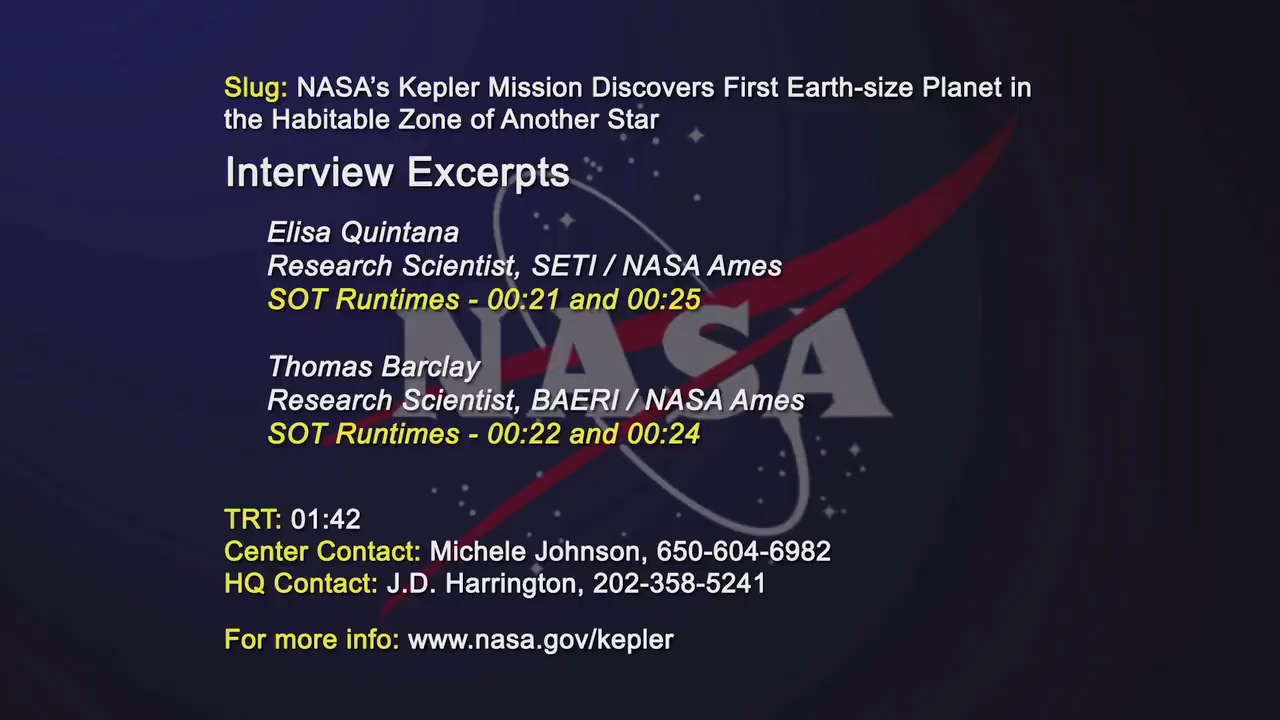 Slug: NASA’s Kepler Mission Discovers First Earth-size Planet in
the Habitable Zone of Another Star
Interview Excerpts
Elisa Quintana
Research Scientist, SETI / NASA Ames
SOT Runtimes - 00:21 and 00:25
Thomas Barclay
Research Scientist, BAERI / NASA Ames
SOT Runtimes - 00:22 and 00:24
NASA
TRT: 01:42
Center Contact: Michele Johnson, 650-604-6982
HQ Contact: J.D. Harrington, 202-358-5241
For more info: www.nasa.gov/kepler